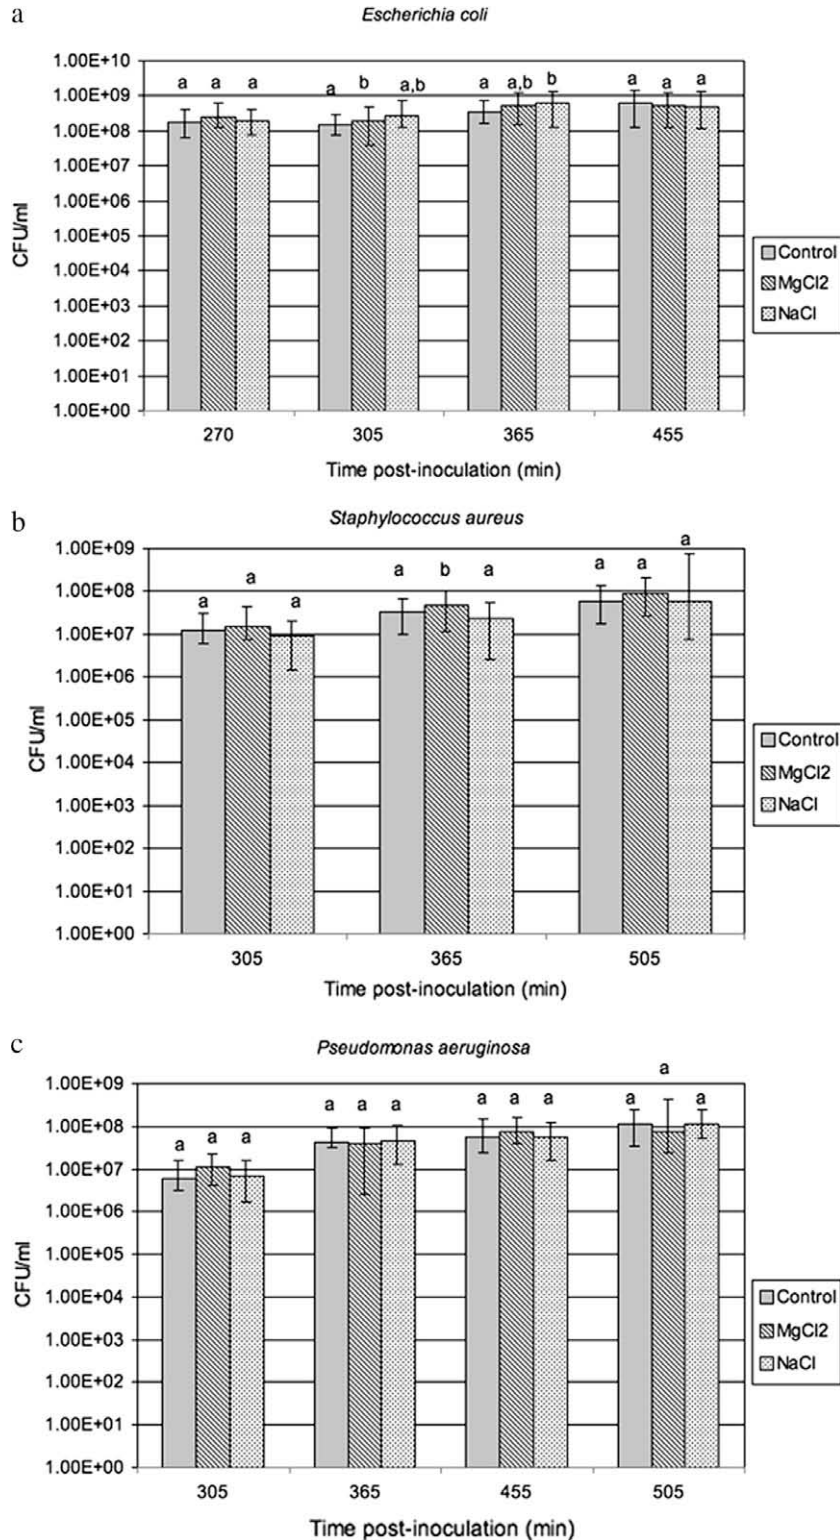 a
Escherichia coli
1.00E+10
1.00E+09
1.00E+08
1.00E+07
1.00E+06
1.00E+05
1.00E+04
1.00E+03
1.00E+02
1.00E+01
1.00E+00
CFU/ml
a a a a b a,b a a,b b a a a
270 305 365 455
Time post-inoculation (min)
Control
MgCl2
NaCl
b
Staphylococcus aureus
1.00E+09
1.00E+08
1.00E+07
1.00E+06
1.00E+05
1.00E+04
1.00E+03
1.00E+02
1.00E+01
1.00E+00
CFU/ml
a a a a b a a a a
305 365 505
Time post-inoculation (min)
Control
MgCl2
NaCl
c
Pseudomonas aeruginosa
1.00E+09
1.00E+08
1.00E+07
1.00E+06
1.00E+05
1.00E+04
1.00E+03
1.00E+02
1.00E+01
1.00E+00
CFU/ml
a a a a a a a a a a a a
305 365 455 505
Time post-inoculation (min)
Control
MgCl2
NaCl